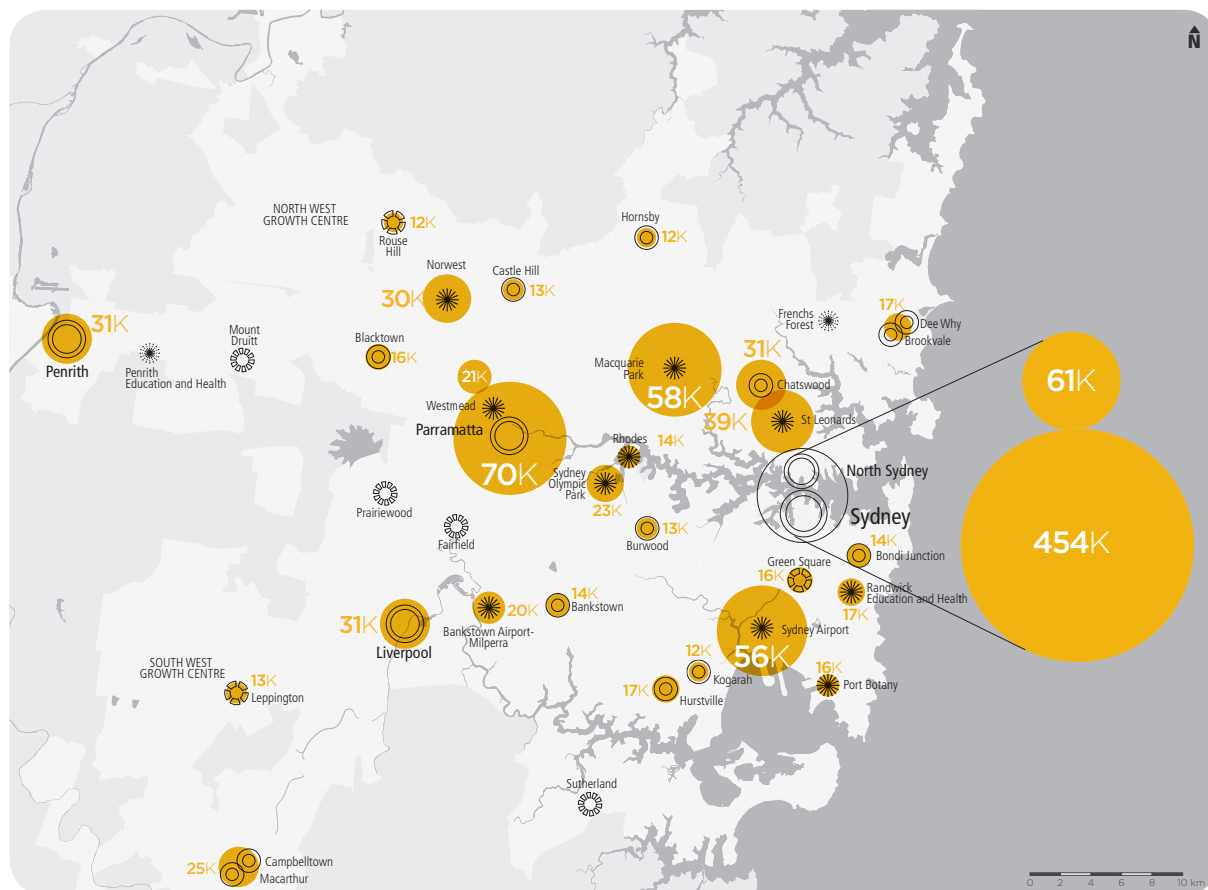 N
NORTH WEST
GROWTH CENTRE
12K
Rouse
Hill
Hornsby
12K
Norwest
30K
Castle Hill
13K
17K
Dee Why
Brookvale
Frenchs
Forest
31K
Penrith
Penrith
Education and Health
Mount
Druitt
Blacktown
16K
21K
Westmead
Parramatta
70K
Macquarie
Park
58K
31K
Chatswood
39K
St Leonards
61K
454K
Rhodes
14K
Sydney
Olympic
Park
23K
North Sydney
Sydney
Prairiewood
Fairfield
Burwood
13K
14K
Bondi Junction
Green Square
16K
Randwick
Education and Health
17K
31K
Liverpool
20K
Bankstown Airport-
Milperra
14K
Bankstown
Sydney Airport
56K
12K
Kogarah
17K
Hurstville
16K
Port Botany
SOUTH WEST
GROWTH CENTRE
13K
Leppington
Sutherland
25K
Campbelltown
Macarthur
0 2 4 6 8 10 km